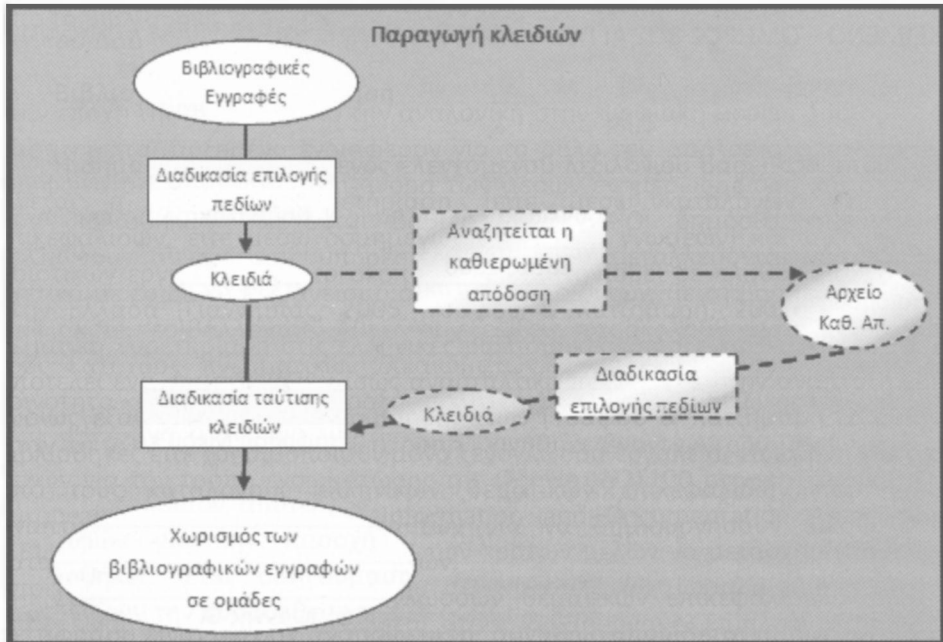 Παραγωγή κλειδιών
Βιβλιογραφικές
Εγγραφές
Διαδικασία επιλογής
πεδίων
Κλειδιά
Αναζητείται η
καθιερωμένη
απόδοση
Αρχείο
Καθ. Απ.
Διαδικασία
επιλογής πεδίων
Κλειδιά
Διαδικασία ταύτισης
κλειδιών
Χωρισμός των
βιβλιογραφικών εγγραφών
σε ομάδες